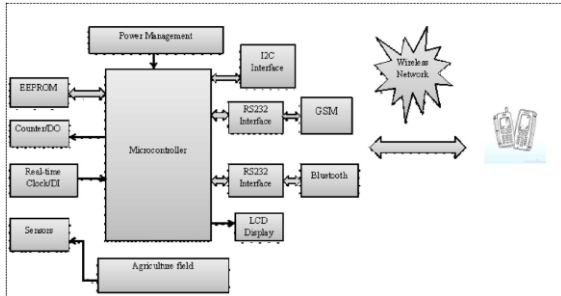 Power Management
I2C
Interface
Wireless
Network
EEPROM
RS232
Interface
GSM
Counter/DO
Microcontroller
Real-time
Clock/DI
RS232
Interface
Bluetooth
Sensors
LCD
Display
Agriculture field